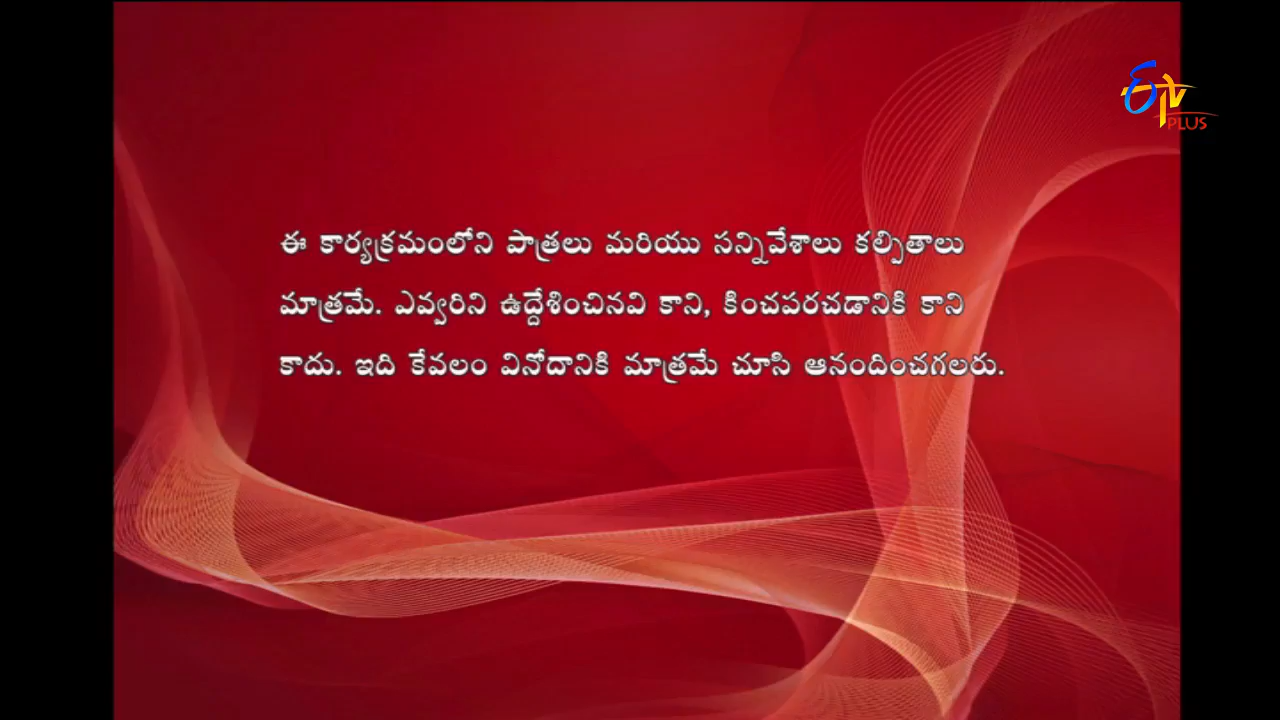 ETV
PLUS
ఈ కార్యక్రమంలోని పాత్రలు మరియు సన్నివేశాలు కల్పితాలు
మాత్రమే. ఎవ్వరిని ఉద్దేశించినవి కాని, కించపరచడానికి కాని
కాదు. ఇది కేవలం వినోదానికి మాత్రమే చూసి ఆనందించగలరు.